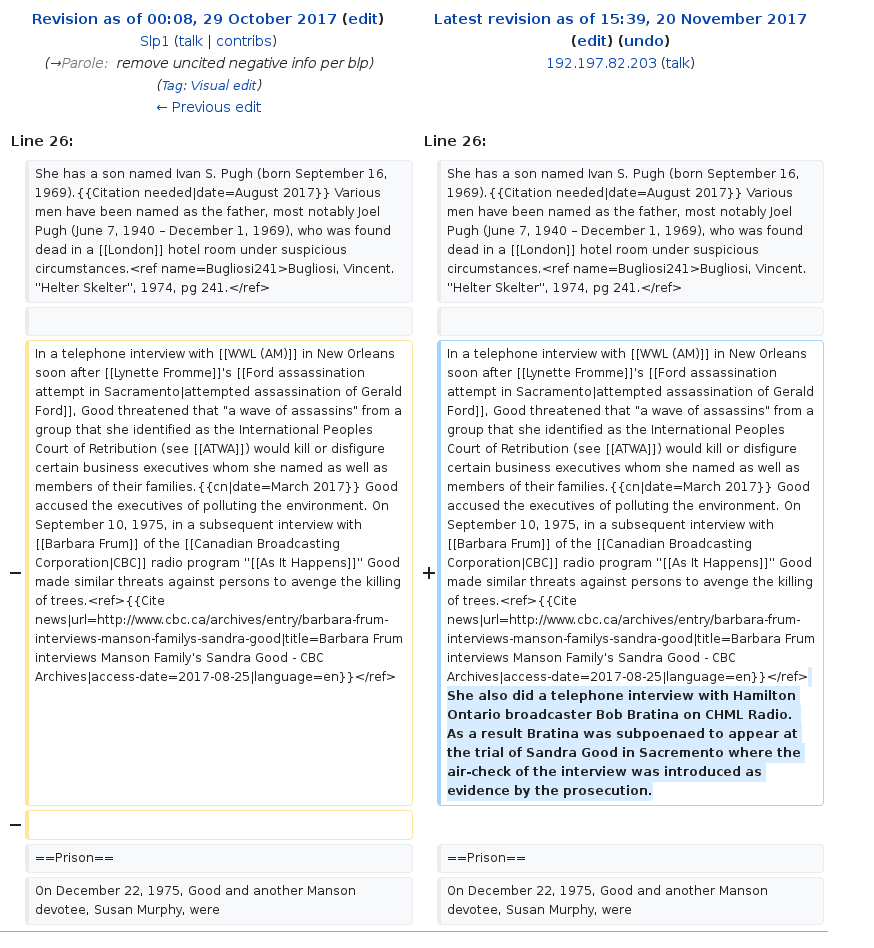 Revision as of 00:08, 29 October 2017 (edit)
Slp1 (talk | contribs)
(→Parole: remove uncited negative info per blp)
(Tag: Visual edit)
← Previous edit
Latest revision as of 15:39, 20 November 2017
(edit) (undo)
192.197.82.203 (talk)
Line 26:
Line 26:
She has a son named Ivan S. Pugh (born September 16,
1969).{{Citation needed|date=August 2017}} Various
men have been named as the father, most notably Joel
Pugh (June 7, 1940 – December 1, 1969), who was found
dead in a [[London]] hotel room under suspicious
circumstances.<ref name=Bugliosi241>Bugliosi, Vincent.
"Helter Skelter", 1974, pg 241.</ref>
She has a son named Ivan S. Pugh (born September 16,
1969).{{Citation needed|date=August 2017}} Various
men have been named as the father, most notably Joel
Pugh (June 7, 1940 – December 1, 1969), who was found
dead in a [[London]] hotel room under suspicious
circumstances.<ref name=Bugliosi241>Bugliosi, Vincent.
"Helter Skelter", 1974, pg 241.</ref>
−
In a telephone interview with [[WWL (AM)]] in New Orleans
soon after [[Lynette Fromme]]'s [[Ford assassination
attempt in Sacramento|attempted assassination of Gerald
Ford]], Good threatened that "a wave of assassins" from a
group that she identified as the International Peoples
Court of Retribution (see [[ATWA]]) would kill or disfigure
certain business executives whom she named as well as
members of their families.{{cn|date=March 2017}} Good
accused the executives of polluting the environment. On
September 10, 1975, in a subsequent interview with
[[Barbara Frum]] of the [[Canadian Broadcasting
Corporation|CBC]] radio program ''[[As It Happens]]'' Good
made similar threats against persons to avenge the killing
of trees.<ref>{{Cite
news|url=http://www.cbc.ca/archives/entry/barbara-frum-
interviews-manson-familys-sandra-good|title=Barbara Frum
interviews Manson Family's Sandra Good - CBC
Archives|access-date=2017-08-25|language=en}}</ref>
+
In a telephone interview with [[WWL (AM)]] in New Orleans
soon after [[Lynette Fromme]]'s [[Ford assassination
attempt in Sacramento|attempted assassination of Gerald
Ford]], Good threatened that "a wave of assassins" from a
group that she identified as the International Peoples
Court of Retribution (see [[ATWA]]) would kill or disfigure
certain business executives whom she named as well as
members of their families.{{cn|date=March 2017}} Good
accused the executives of polluting the environment. On
September 10, 1975, in a subsequent interview with
[[Barbara Frum]] of the [[Canadian Broadcasting
Corporation|CBC]] radio program ''[[As It Happens]]'' Good
made similar threats against persons to avenge the killing
of trees.<ref>{{Cite
news|url=http://www.cbc.ca/archives/entry/barbara-frum-
interviews-manson-familys-sandra-good|title=Barbara Frum
interviews Manson Family's Sandra Good - CBC
Archives|access-date=2017-08-25|language=en}}</ref>
She also did a telephone interview with Hamilton
Ontario broadcaster Bob Bratina on CHML Radio.
As a result Bratina was subpoenaed to appear at
the trial of Sandra Good in Sacremento where the
air-check of the interview was introduced as
evidence by the prosecution.
−
==Prison==
==Prison==
On December 22, 1975, Good and another Manson
devotee, Susan Murphy, were
On December 22, 1975, Good and another Manson
devotee, Susan Murphy, were